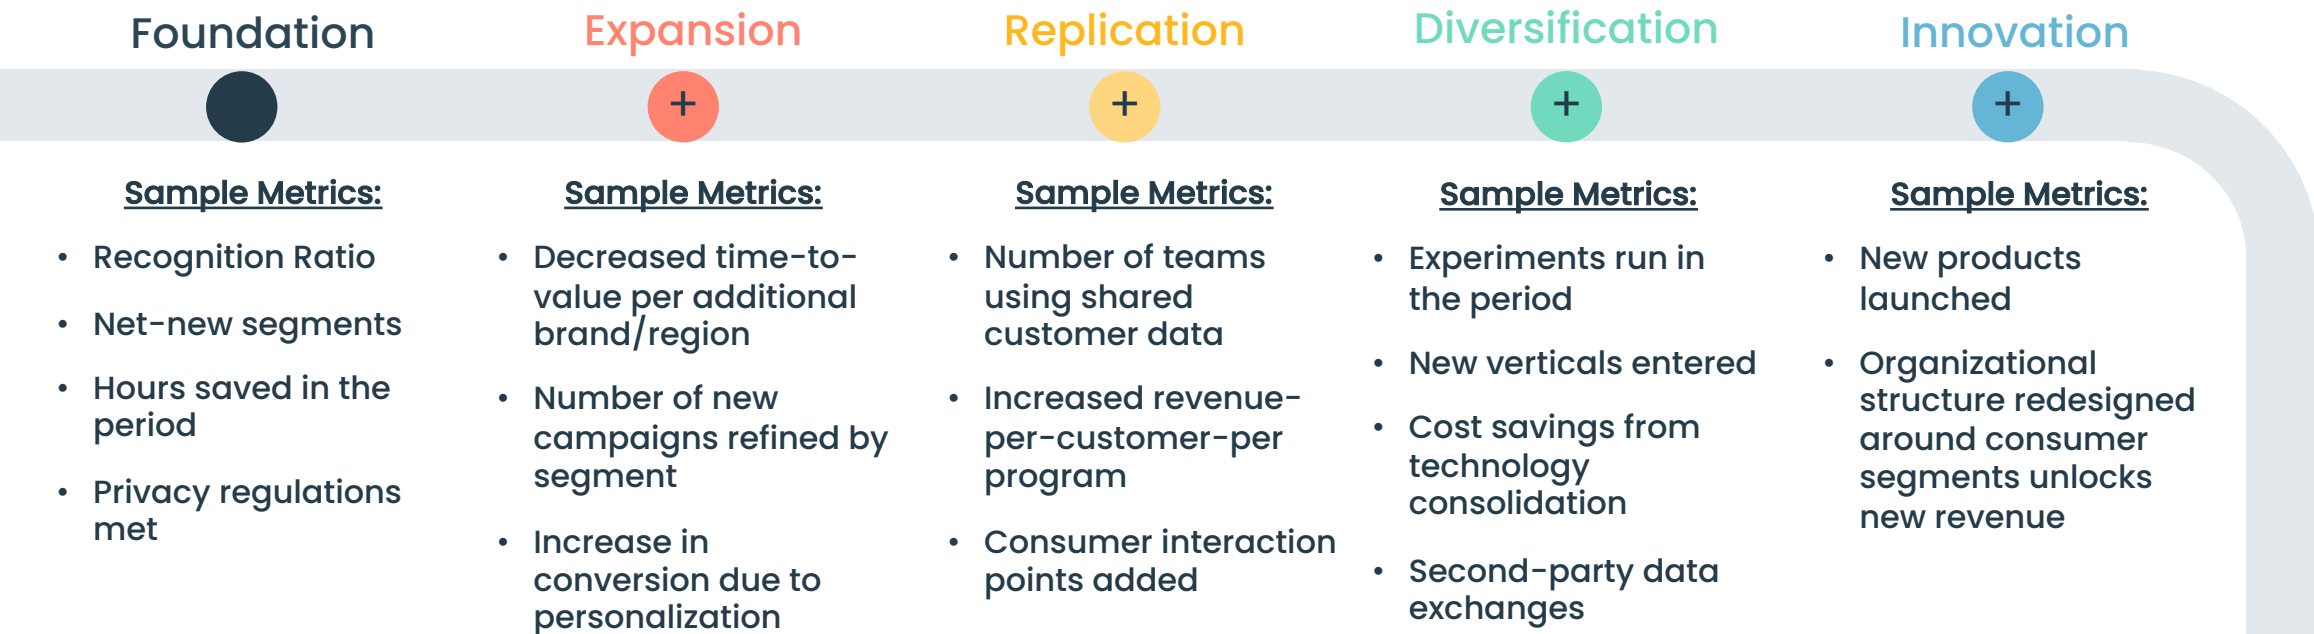 Foundation
Expansion
Replication
Diversification
Innovation
+
+
+
+
Sample Metrics:
• Recognition Ratio
• Net-new segments
• Hours saved in the
period
• Privacy regulations
met
Sample Metrics:
• Decreased time-to-
value per additional
brand/region
• Number of new
campaigns refined by
segment
• Increase in
conversion due to
personalization
Sample Metrics:
• Number of teams
using shared
customer data
• Increased revenue-
per-customer-per
program
• Consumer interaction
points added
Sample Metrics:
• Experiments run in
the period
• New verticals entered
• Cost savings from
technology
consolidation
• Second-party data
exchanges
Sample Metrics:
• New products
launched
• Organizational
structure redesigned
around consumer
segments unlocks
new revenue